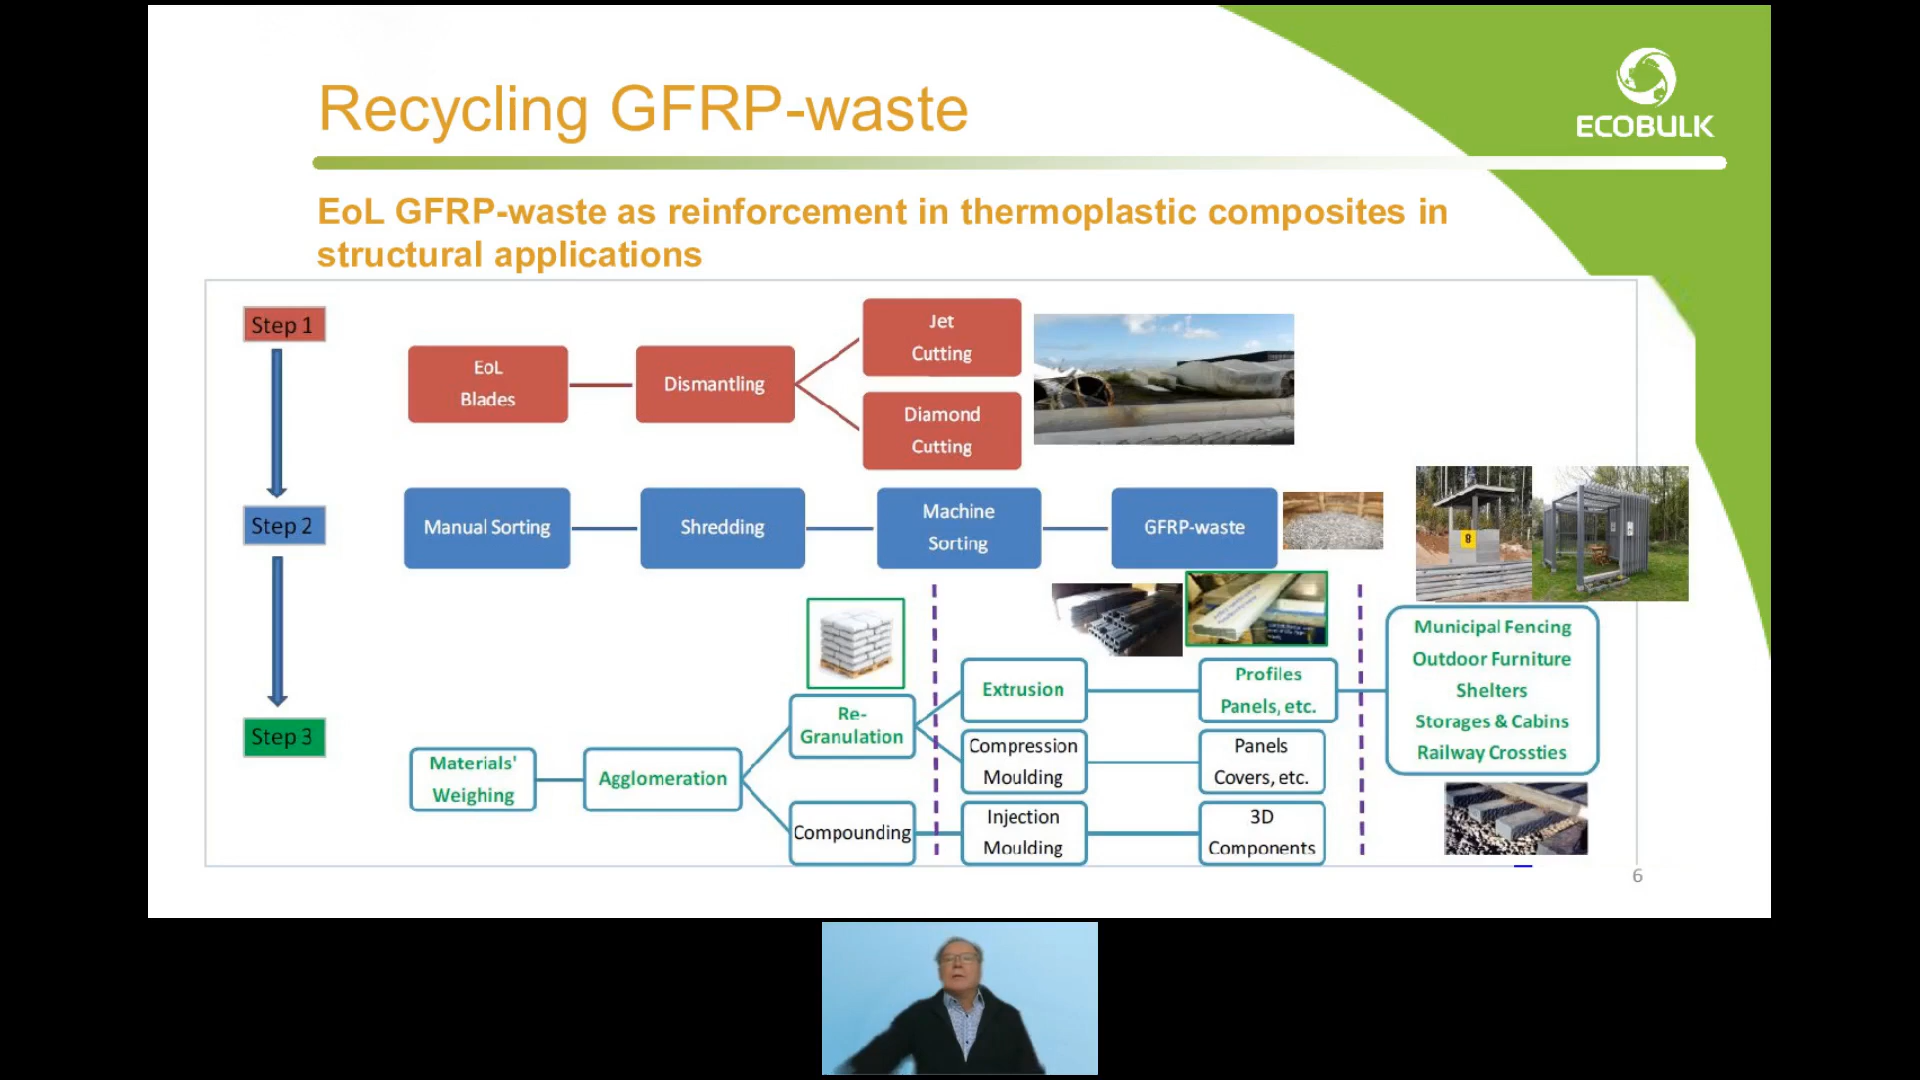 Recycling GFRP-waste
ECOBULK
EoL GFRP-waste as reinforcement in thermoplastic composites in
structural applications
Step 1
EoL
Blades
Dismantling
Jet
Cutting
Diamond
Cutting
Step 2
Manual Sorting
Shredding
Machine
Sorting
GFRP-waste
8
Step 3
Materials'
Weighing
Agglomeration
Re-
Granulation
Compounding
Extrusion
Compression
Moulding
Injection
Moulding
Profiles
Panels, etc.
Panels
Covers, etc.
3D
Components
Municipal Fencing
Outdoor Furniture
Shelters
Storages & Cabins
Railway Crossties
6